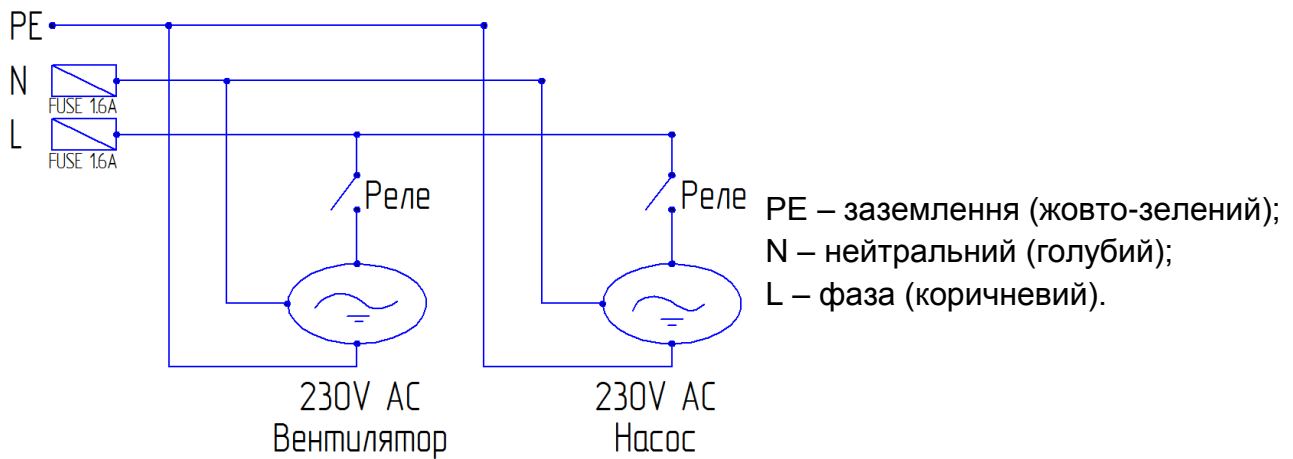 PE
N
FUSE 1.6A
L
FUSE 1.6A
Реле
Реле
230V AC
Вентилятор
230V AC
Насос
PE – заземлення (жовто-зелений);
N – нейтральний (голубий);
L – фаза (коричневий).